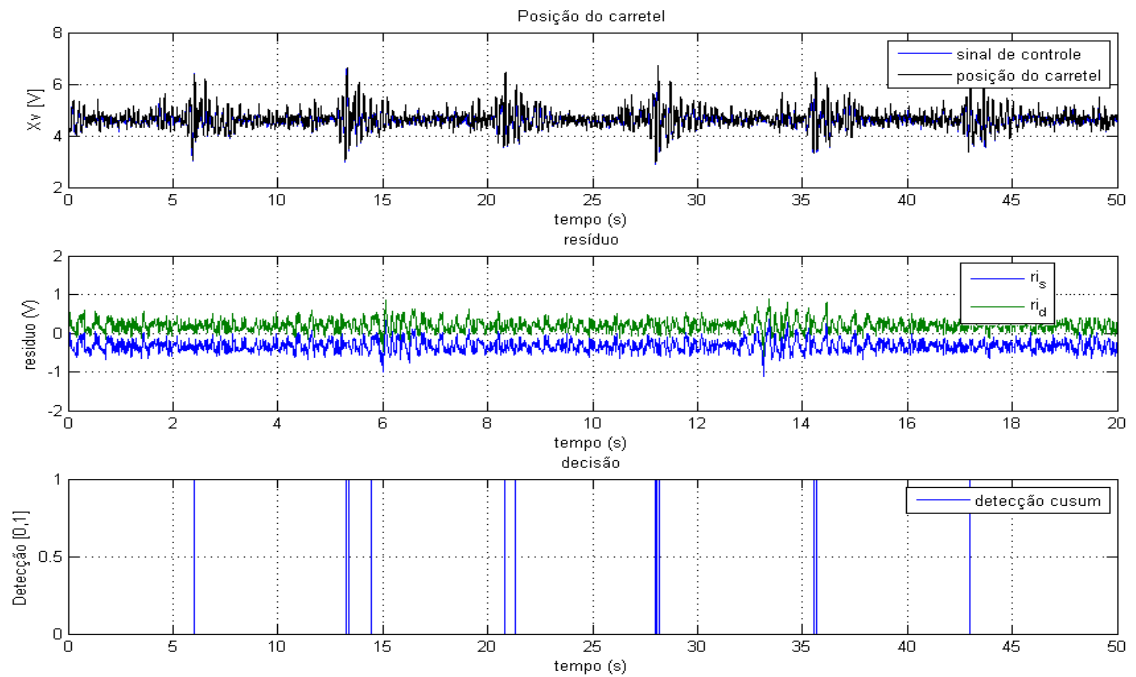 Posição do carretel
8
6
4
2
Xv [V]
sinal de controle
posição do carretel
0 5 15 20 21 25 30 35 40 45 50
tempo (s)
resíduo
2
1
0
-1
-2
resíduo (V)
ri_s
ri_d
0 2 6 8 10 12 14 16 18 20
tempo (s)
decisão
1
0.5
0
Detecção [0,1]
detecção cusum
0 5 10 15 20 25 30 35 40 45 50
tempo (s)